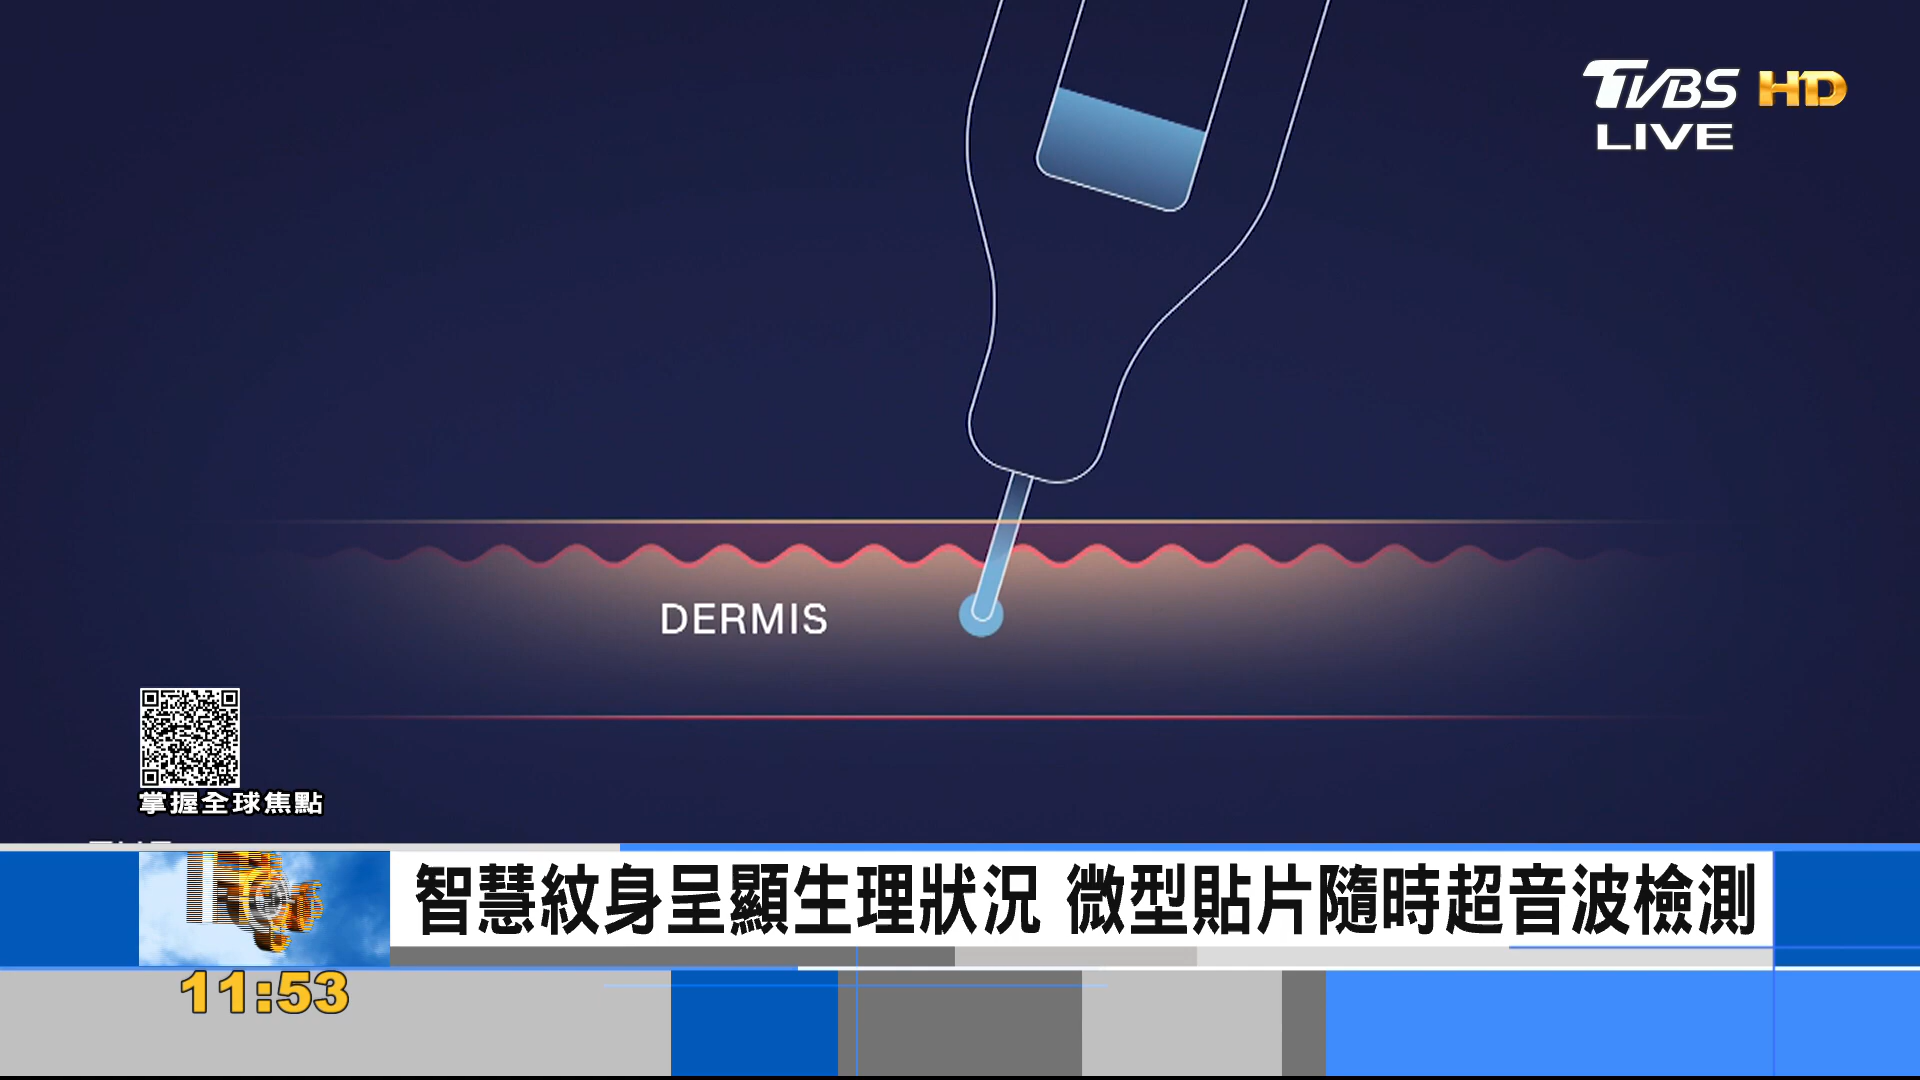 TVBS HD
LIVE
DERMIS
掌握全球焦點
智慧紋身呈顯生理狀況 微型貼片隨時超音波檢測
11:53